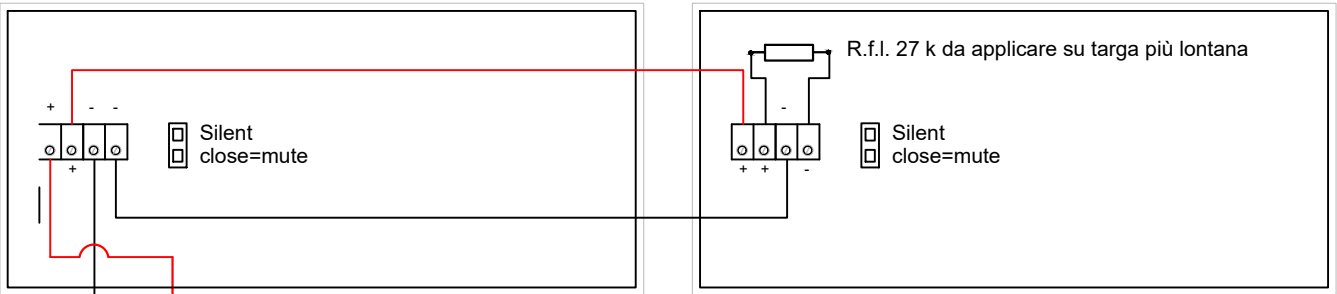 R.f.l. 27 k da applicare su targa più lontana
+ - -
Silent
close=mute
+
-
Silent
close=mute
+ + -